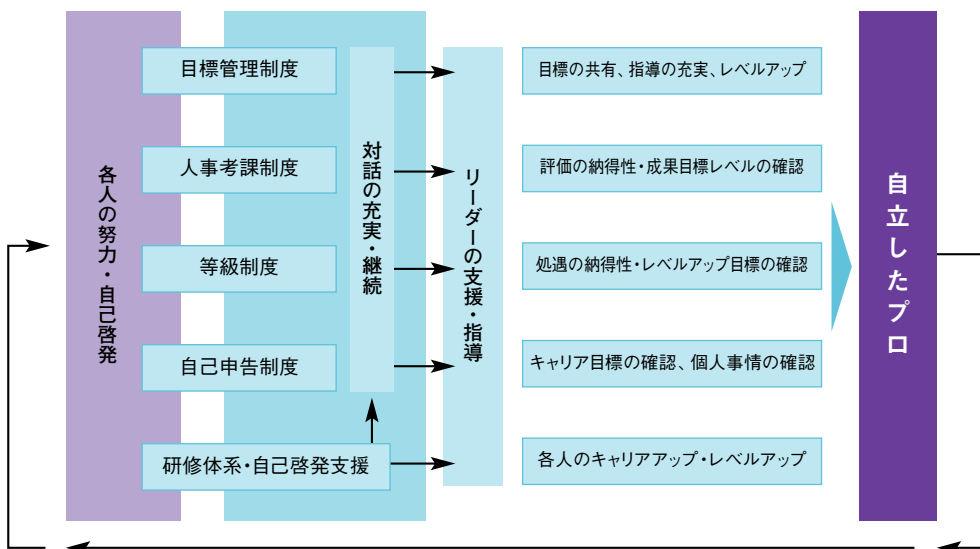 各人の努力・自己啓発
目標管理制度
人事考課制度
等級制度
自己申告制度
研修体系・自己啓発支援
対話の充実・継続
リーダーの支援・指導
目標の共有、指導の充実、レベルアップ
評価の納得性・成果目標レベルの確認
処遇の納得性・レベルアップ目標の確認
キャリア目標の確認、個人事情の確認
各人のキャリアアップ・レベルアップ
自立したプロ